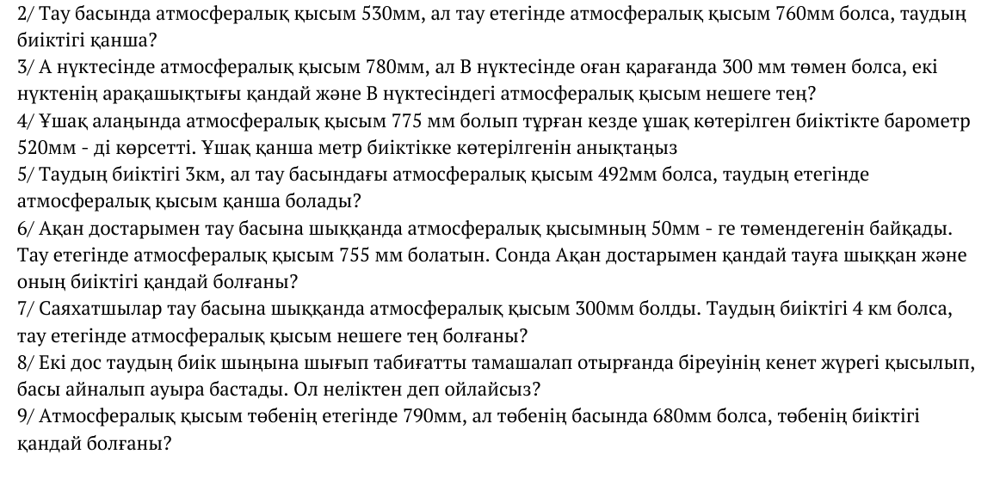 2/ Тау басында атмосфералық қысым 530мм, ал тау етегінде атмосфералық қысым 760мм болса, таудың
биіктігі қанша?
3/ А нүктесінде атмосфералық қысым 780мм, ал В нүктесінде оған қарағанда 300 мм төмен болса, екі
нүктенің арақашықтығы қандай және В нүктесіндегі атмосфералық қысым нешеге тең?
4/ Ұшақ алаңында атмосфералық қысым 775 мм болып тұрған кезде ұшақ көтерілген биіктікте барометр
520мм - ді көрсетті. Ұшақ қанша метр биіктікке көтерілгенін анықтаңыз
5/ Таудың биіктігі 3км, ал тау басындағы атмосфералық қысым 492мм болса, таудың етегінде
атмосфералық қысым қанша болады?
6/ Ақан достарымен тау басына шыққанда атмосфералық қысымның 50мм - ге төмендегенін байқады.
Тау етегінде атмосфералық қысым 755 мм болатын. Сонда Ақан достарымен қандай тауға шыққан және
оның биіктігі қандай болғаны?
7/ Саяхатшылар тау басына шыққанда атмосфералық қысым 300мм болды. Таудың биіктігі 4 км болса,
тау етегінде атмосфералық қысым нешеге тең болғаны?
8/ Екі дос таудың биік шыңына шығып табиғатты тамашалап отырғанда біреуінің кенет жүрегі қысылып,
басы айналып ауыра бастады. Ол неліктен деп ойлайсыз?
9/ Атмосфералық қысым төбенің етегінде 790мм, ал төбенің басында 680мм болса, төбенің биіктігі
қандай болғаны?